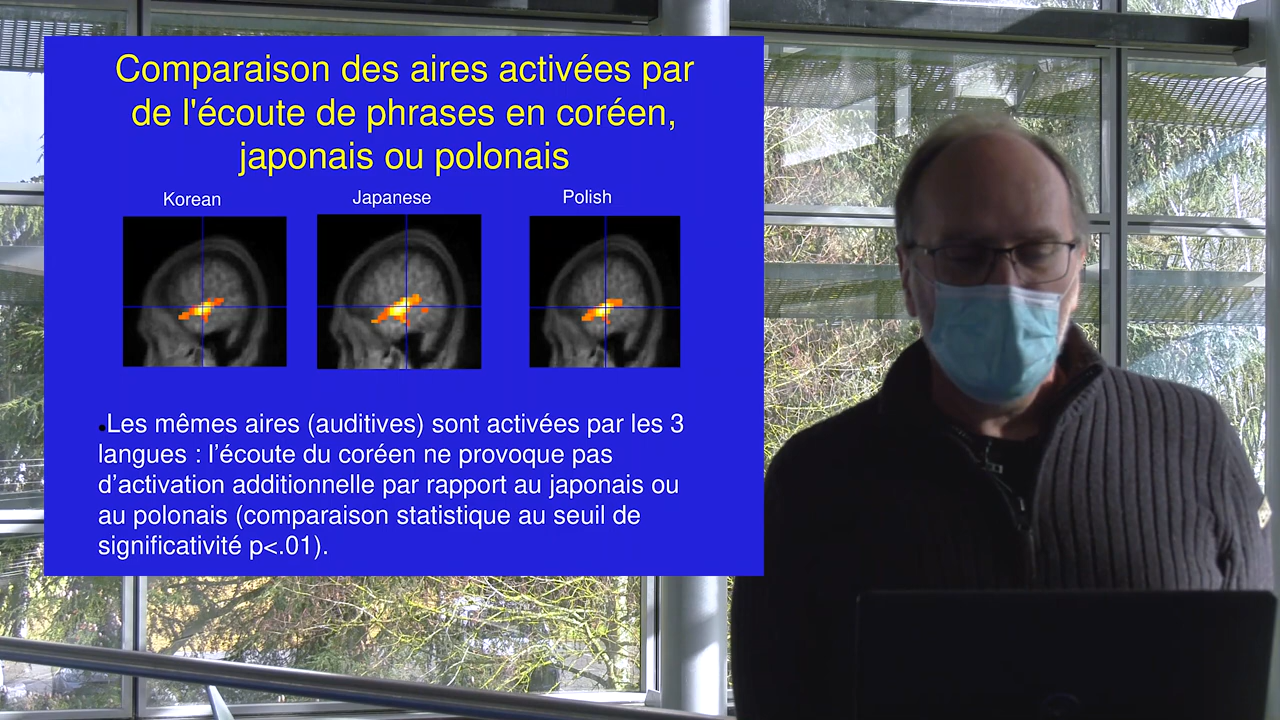 Comparaison des aires activées par
de l'écoute de phrases en coréen,
japonais ou polonais
Korean
Japanese
Polish
•Les mêmes aires (auditives) sont activées par les 3
langues : l’écoute du coréen ne provoque pas
d’activation additionnelle par rapport au japonais ou
au polonais (comparaison statistique au seuil de
significativité p<.01).